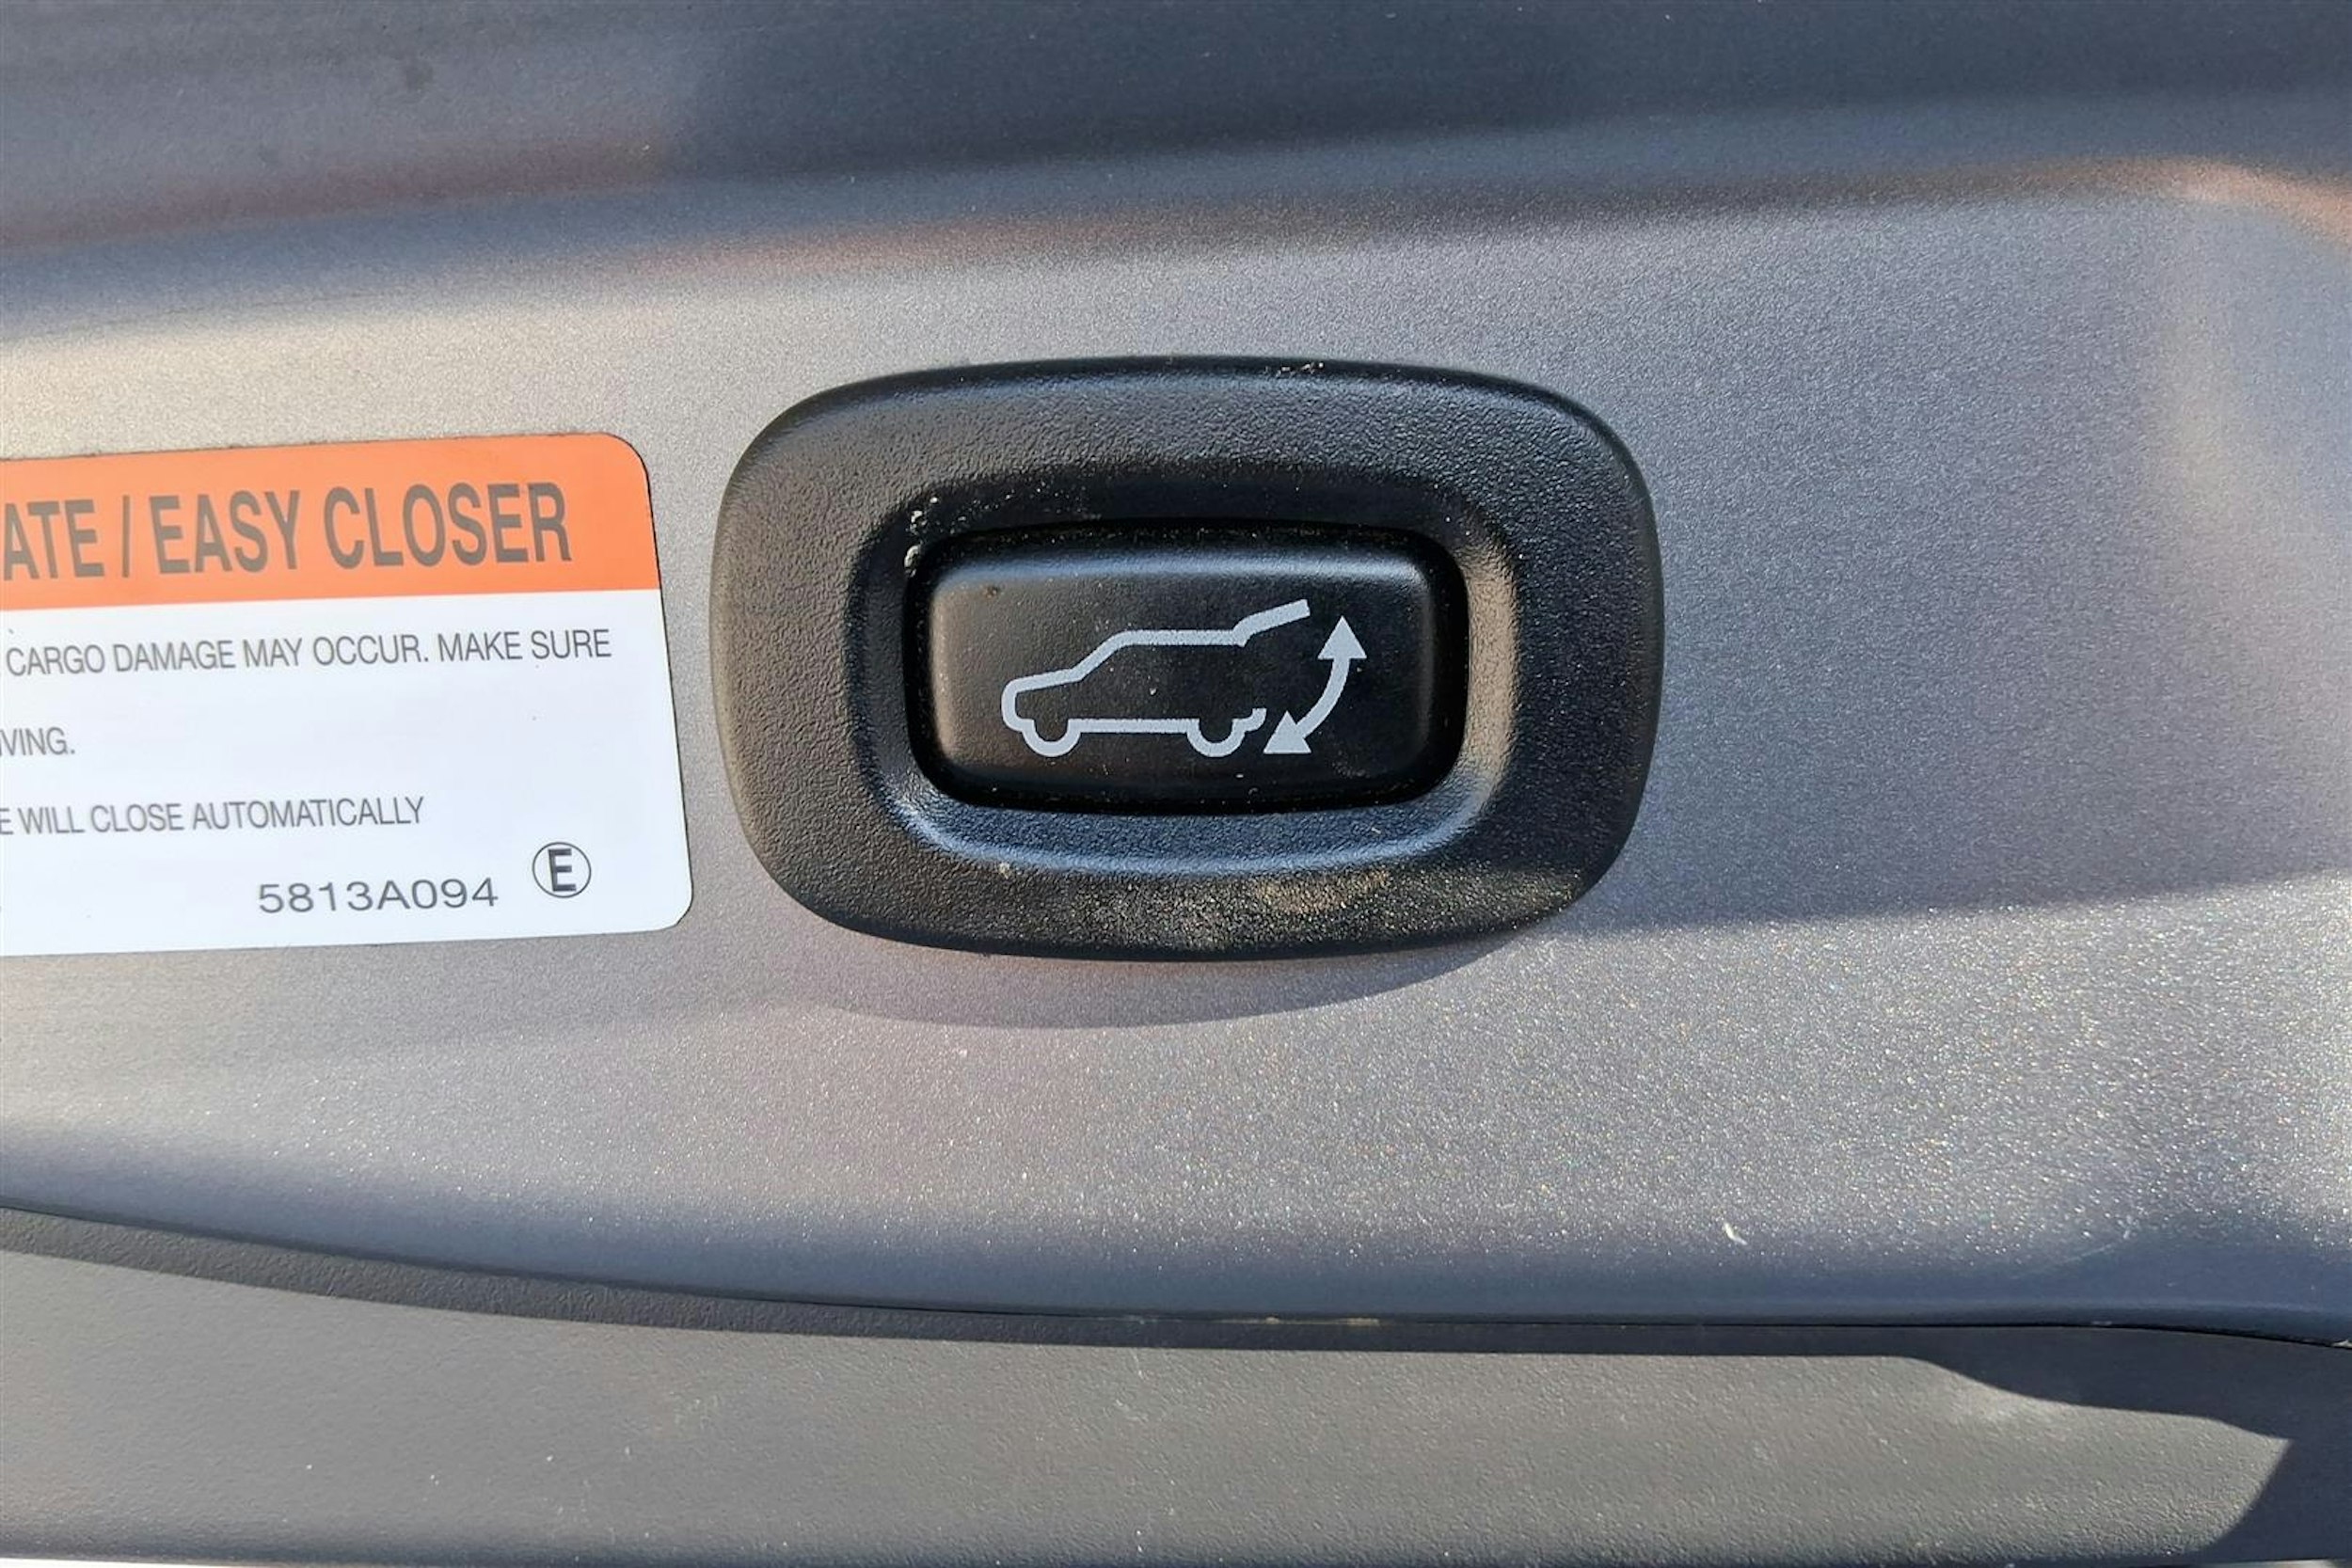 ATE / EASY CLOSER
CARGO DAMAGE MAY OCCUR. MAKE SURE
VING.
E WILL CLOSE AUTOMATICALLY
5813A094 E